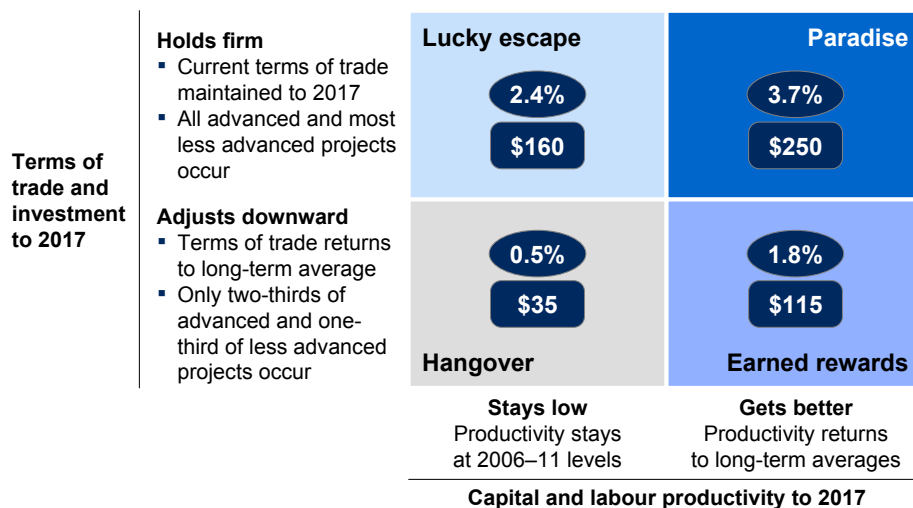 Terms of
trade and
investment
to 2017
Holds firm
▪ Current terms of trade
maintained to 2017
▪ All advanced and most
less advanced projects
occur
Adjusts downward
▪ Terms of trade returns
to long-term average
▪ Only two-thirds of
advanced and one-
third of less advanced
projects occur
Lucky escape
2.4%
$160
Paradise
3.7%
$250
0.5%
$35
Hangover
1.8%
$115
Earned rewards
Stays low
Productivity stays
at 2006–11 levels
Gets better
Productivity returns
to long-term averages
Capital and labour productivity to 2017